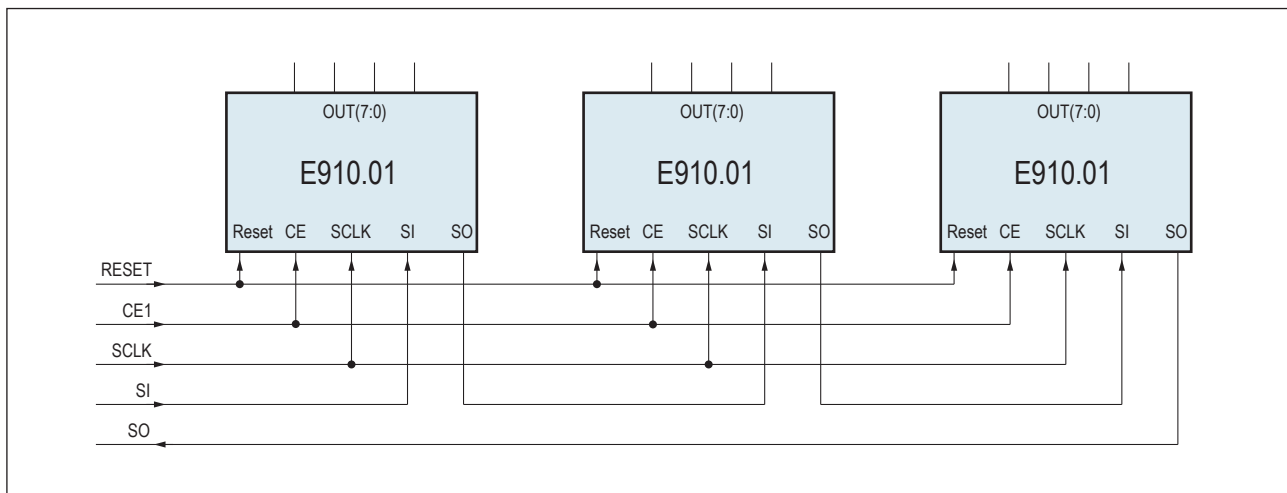 OUT(7:0) OUT(7:0) OUT(7:0)
E910.01 E910.01 E910.01
Reset CE SCLK SI SO Reset CE SCLK SI SO Reset CE SCLK SI SO
RESET
CE1
SCLK
SI
SO